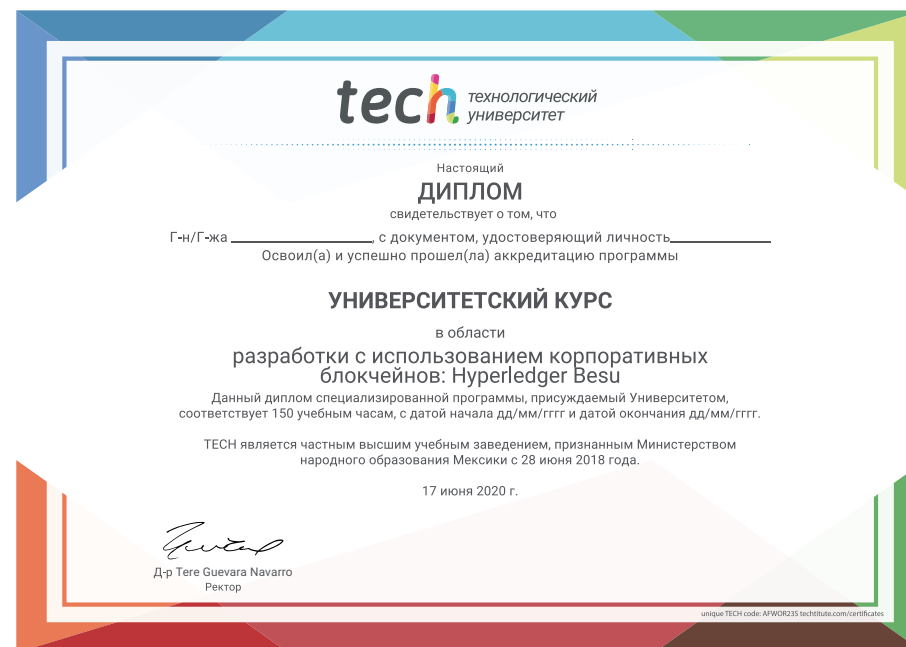 tech технологический
университет
Настоящий
ДИПЛОМ
свидетельствует о том, что
Г-н/Г-жа ____________, с документом, удостоверяющий личность____________
Освоил(а) и успешно прошел(ла) аккредитацию программы
УНИВЕРСИТЕТСКИЙ КУРС
в области
разработки с использованием корпоративных
блокчейнов: Hyperledger Besu
Данный диплом специализированной программы, присуждаемый Университетом,
соответствует 150 учебным часам, с датой начала дд/мм/гггг и датой окончания дд/мм/гггг.
TECH является частным высшим учебным заведением, признанным Министерством
народного образования Мексики с 28 июня 2018 года.
17 июня 2020 г.
Д-р Tere Guevara Navarro
Ректор
unique TECH code: AFWOR23S techtitute.com/certificates